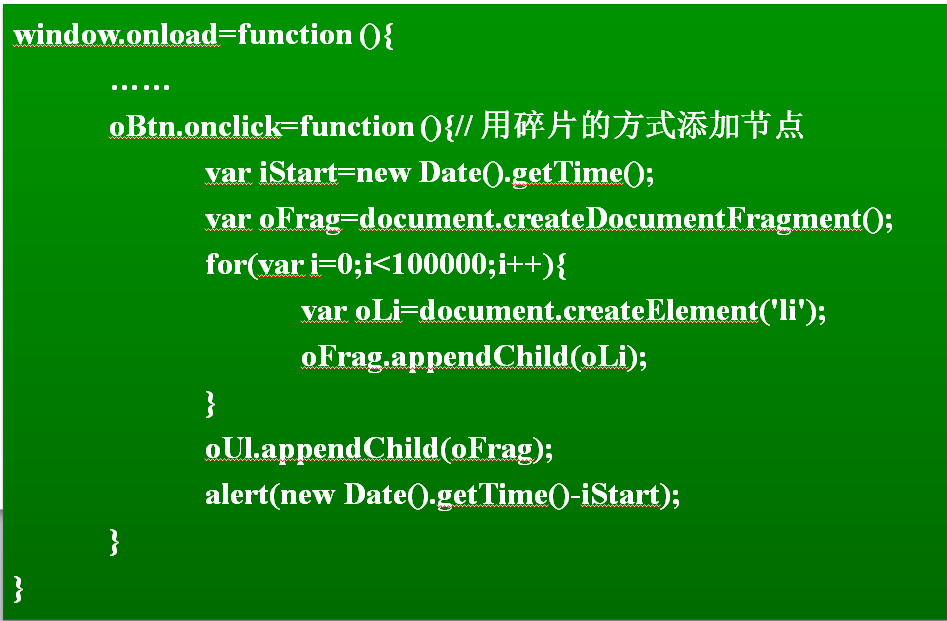 window.onload=function (){
……
oBtn.onclick=function (){// 用碎片的方式添加节点
var iStart=new Date().getTime();
var oFrag=document.createDocumentFragment();
for(var i=0;i<100000;i++){
var oLi=document.createElement('li');
oFrag.appendChild(oLi);
}
oUl.appendChild(oFrag);
alert(new Date().getTime()-iStart);
}
}